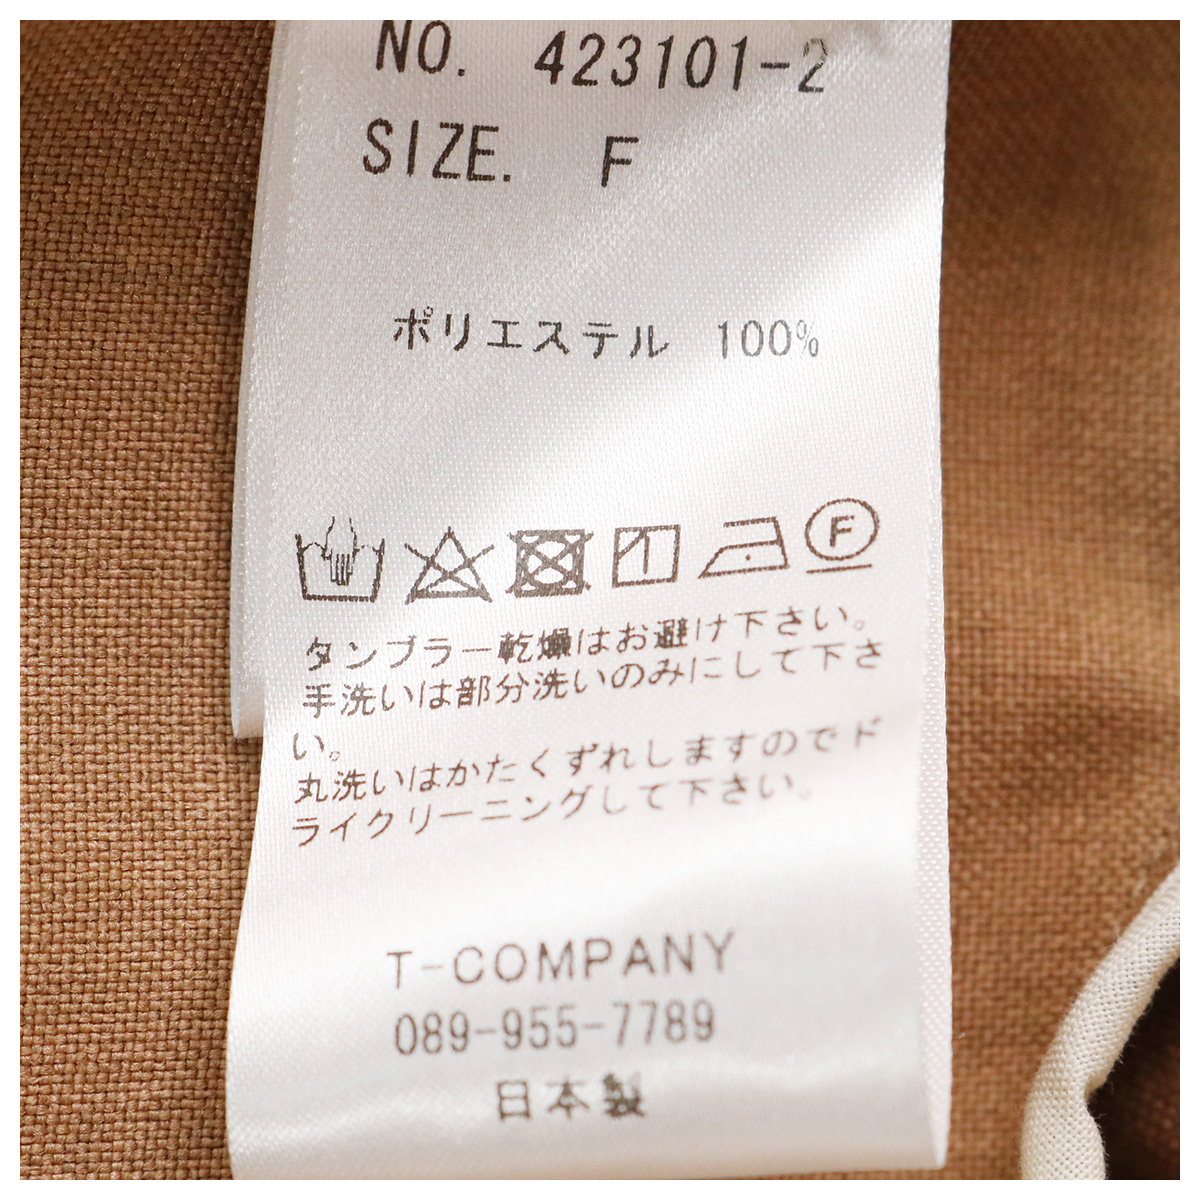 NO. 423101-2
SIZE. F
ポリエステル 100%
F
タンブラー乾燥はお避け下さい。
手洗いは部分洗いのみにして下さ
い。
丸洗いはかたくずれしますのでド
ライクリーニングして下さい。
T-COMPANY
089-955-7789
日本製